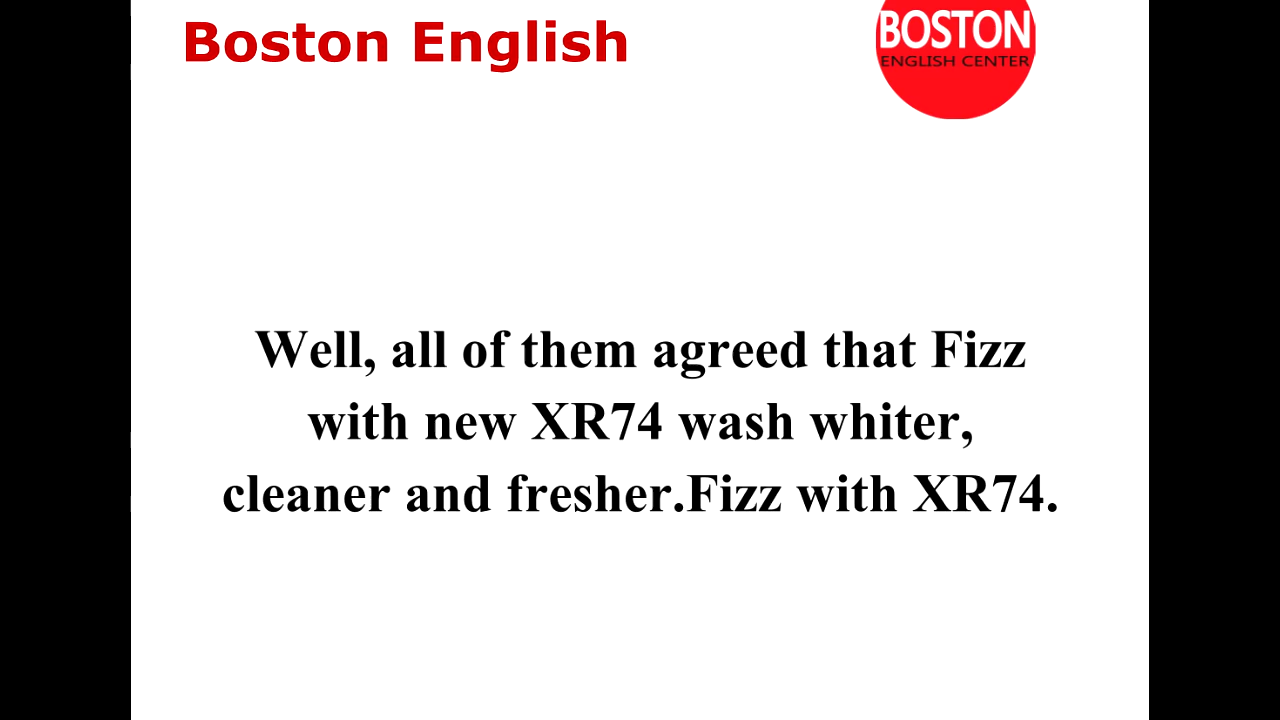 Boston English
BOSTON
ENGLISH CENTER
Well, all of them agreed that Fizz
with new XR74 wash whiter,
cleaner and fresher.Fizz with XR74.